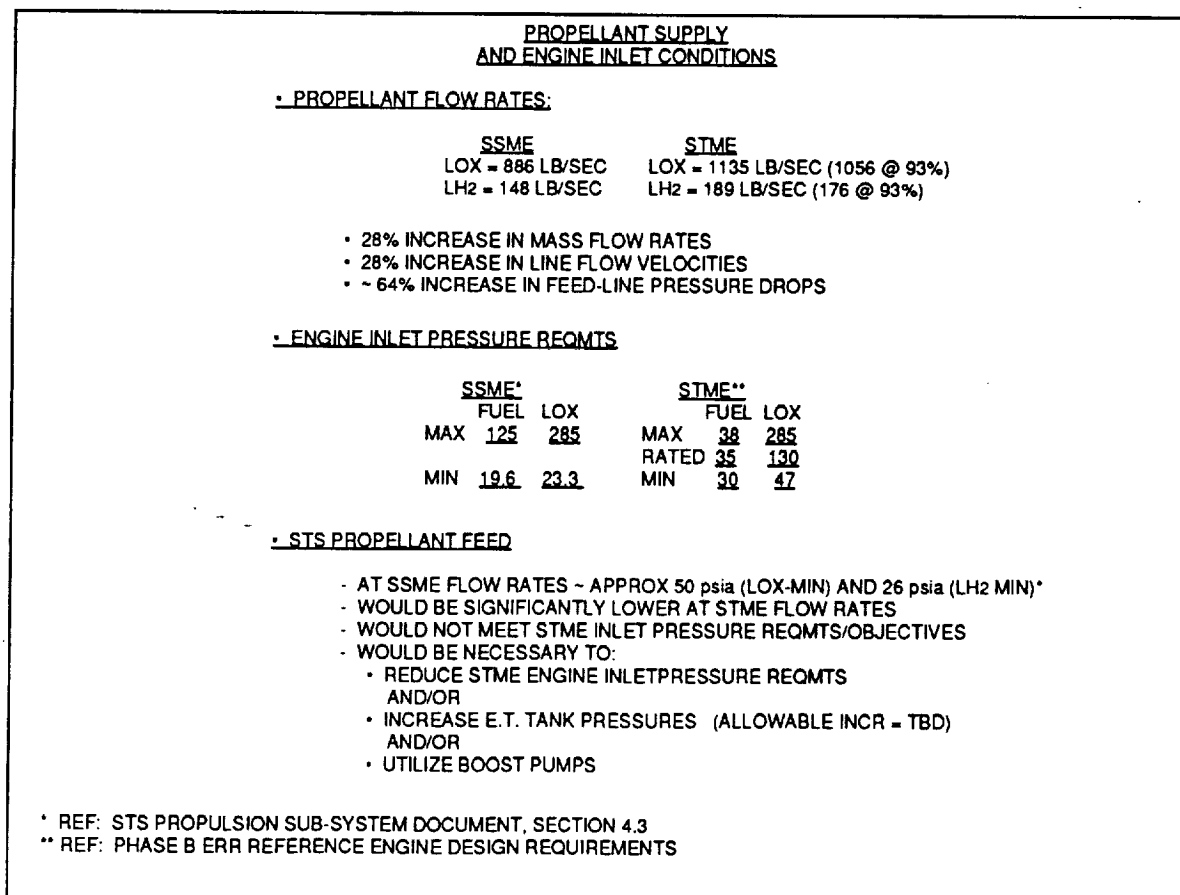 PROPELLANT SUPPLY
AND ENGINE INLET CONDITIONS
• PROPELLANT FLOW RATES:
SSME STME
LOX = 886 LB/SEC LOX = 1135 LB/SEC (1056 @ 93%)
LH2 = 148 LB/SEC LH2 = 189 LB/SEC (176 @ 93%)
• 28% INCREASE IN MASS FLOW RATES
• 28% INCREASE IN LINE FLOW VELOCITIES
• ~ 64% INCREASE IN FEED-LINE PRESSURE DROPS
• ENGINE INLET PRESSURE REQMTS
SSME* STME**
FUEL LOX FUEL LOX
MAX 125 285 MAX 38 285
RATED 35 130
MIN 19.6 23.3 MIN 30 47
• STS PROPELLANT FEED
- AT SSME FLOW RATES ~ APPROX 50 psia (LOX-MIN) AND 26 psia (LH2 MIN)*
- WOULD BE SIGNIFICANTLY LOWER AT STME FLOW RATES
- WOULD NOT MEET STME INLET PRESSURE REQMTS/OBJECTIVES
- WOULD BE NECESSARY TO:
• REDUCE STME ENGINE INLETPRESSURE REQMTS
AND/OR
• INCREASE E.T. TANK PRESSURES (ALLOWABLE INCR = TBD)
AND/OR
• UTILIZE BOOST PUMPS
* REF: STS PROPULSION SUB-SYSTEM DOCUMENT, SECTION 4.3
** REF: PHASE B ERR REFERENCE ENGINE DESIGN REQUIREMENTS